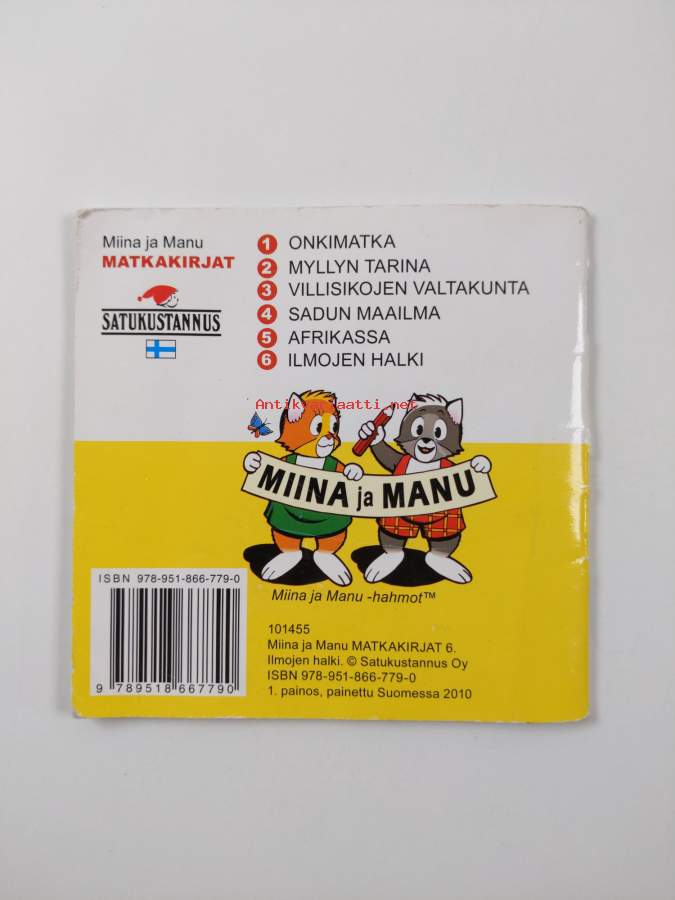 Miina ja Manu
MATKAKIRJAT
SATUKUSTANNUS
1 ONKIMATKA
2 MYLLYN TARINA
3 VILLISIKOJEN VALTAKUNTA
4 SADUN MAAILMA
5 AFRIKASSA
6 ILMOJEN HALKI
Antikvariaatti.net
MIINA ja MANU
Miina ja Manu -hahmot™
ISBN 978-951-866-779-0
9 789518 667790
101455
Miina ja Manu MATKAKIRJAT 6.
Ilmojen halki. © Satukustannus Oy
ISBN 978-951-866-779-0
1. painos, painettu Suomessa 2010